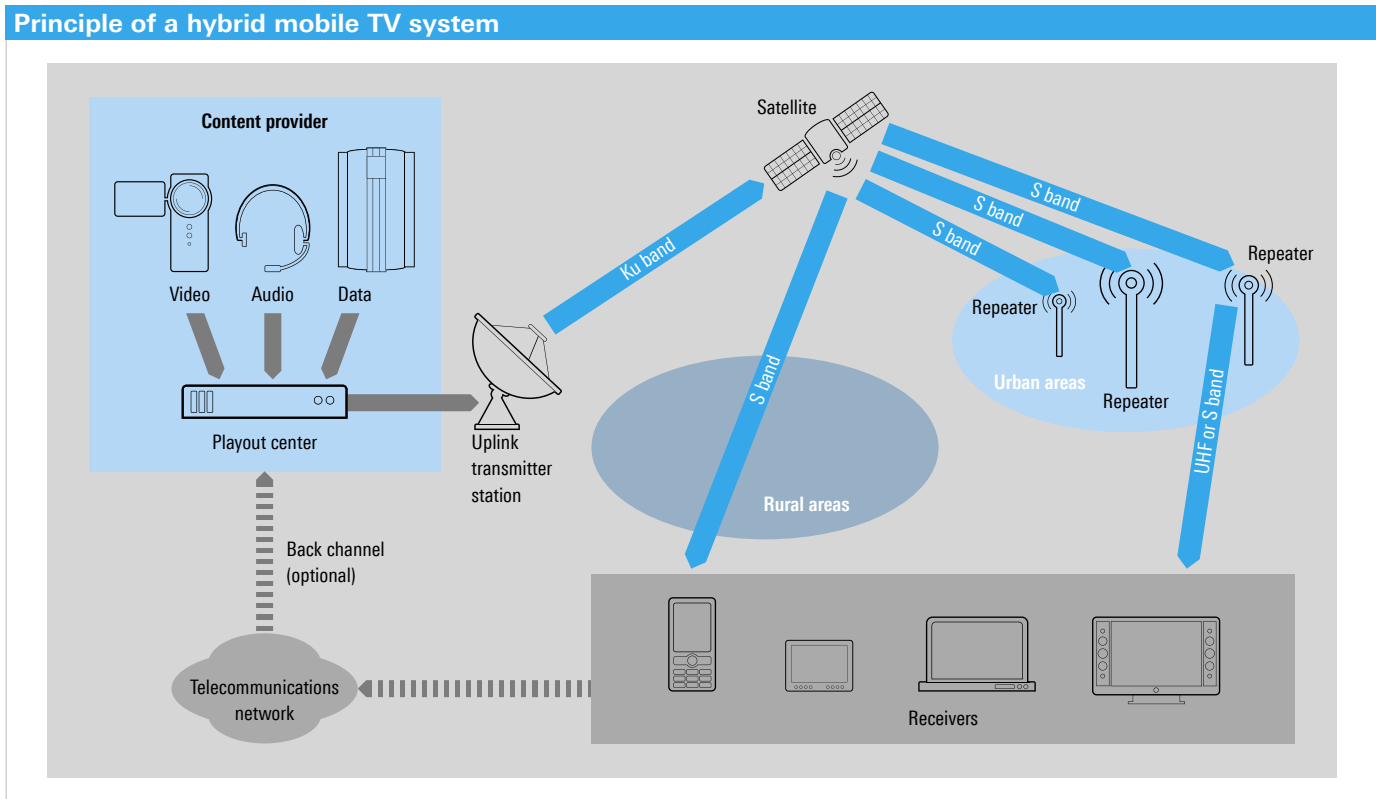 Principle of a hybrid mobile TV system
Content provider
Video
Audio
Data
Playout center
Uplink
transmitter
station
Ku band
Satellite
S band
S band
S band
S band
Repeater
Repeater
Repeater
Urban areas
UHF or S band
Rural areas
Back channel
(optional)
Telecommunications
network
Receivers